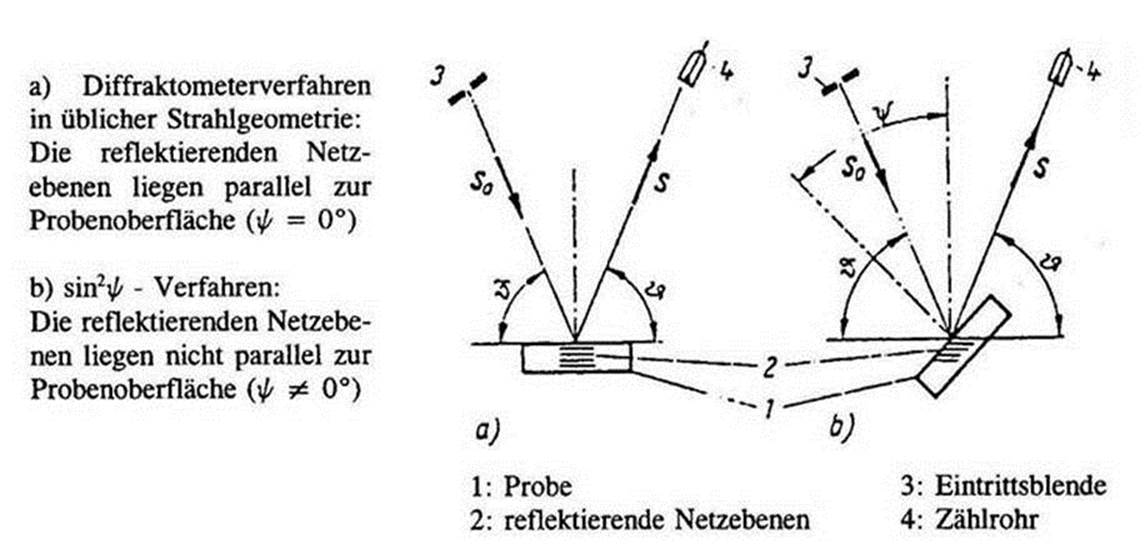 a) Diffraktometerverfahren
in üblicher Strahlgeometrie:
Die reflektierenden Netz-
ebenen liegen parallel zur
Probenoberfläche (ψ = 0°)
b) sin²ψ - Verfahren:
Die reflektierenden Netzebe-
nen liegen nicht parallel zur
Probenoberfläche (ψ ≠ 0°)
3
4
S₀
S
ϑ
ϑ
3
4
ψ
S₀
S
ϑ
ϑ
2
1
a)
b)
1: Probe
2: reflektierende Netzebenen
3: Eintrittsblende
4: Zählrohr